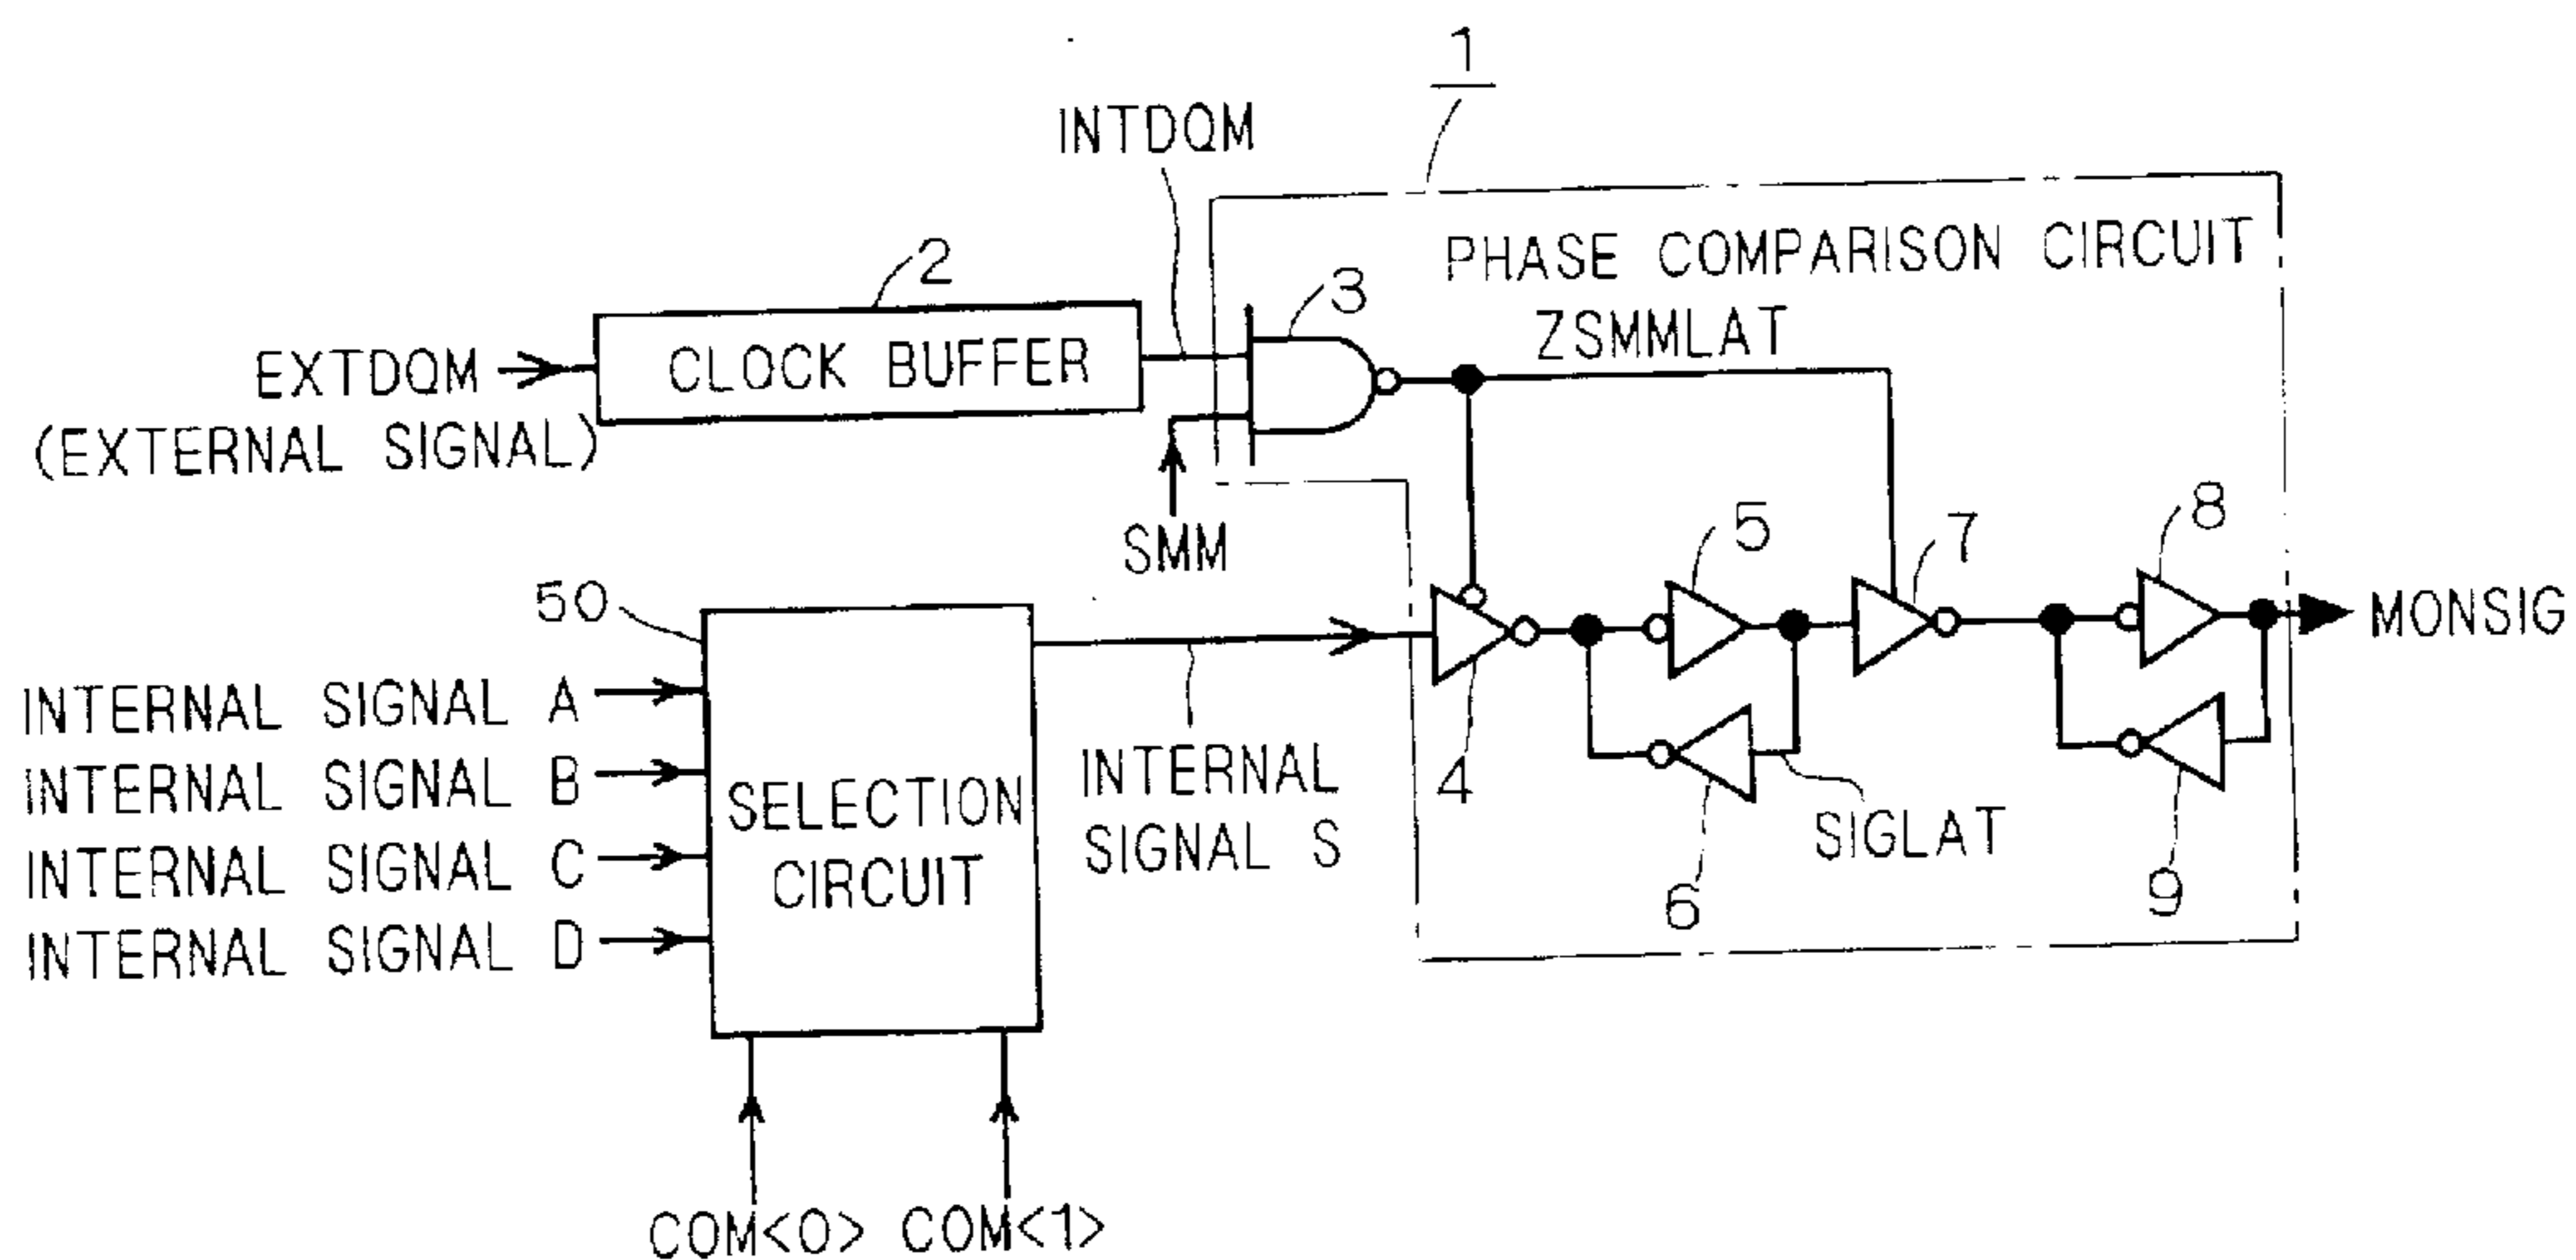 1
INTDQM
PHASE COMPARISON CIRCUIT
2
3
ZSMMLAT
EXTDQM
(EXTERNAL SIGNAL)
CLOCK BUFFER
SMM
50
5
7
8
MONSIG
INTERNAL SIGNAL A
INTERNAL SIGNAL B
INTERNAL SIGNAL C
INTERNAL SIGNAL D
SELECTION
CIRCUIT
INTERNAL
SIGNAL S
4
6
SIGLAT
9
COM<0>
COM<1>